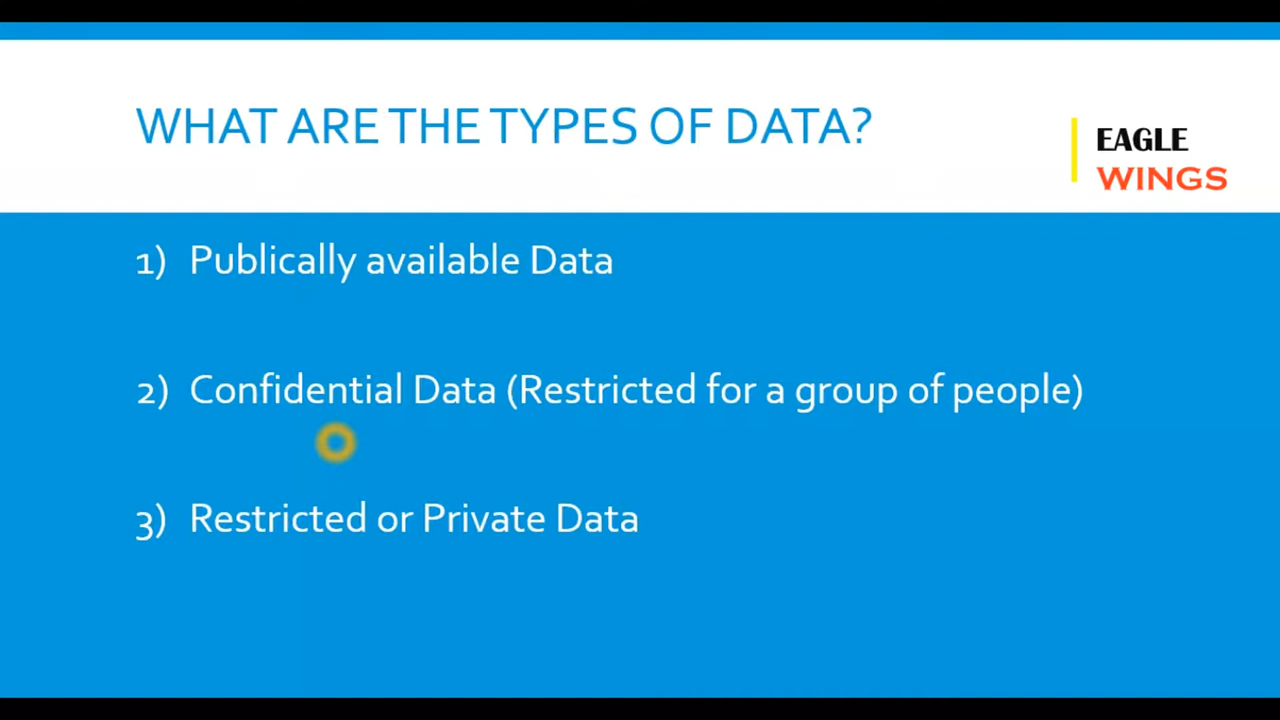 WHAT ARE THE TYPES OF DATA?
EAGLE
WINGS
1) Publically available Data
2) Confidential Data (Restricted for a group of people)
3) Restricted or Private Data